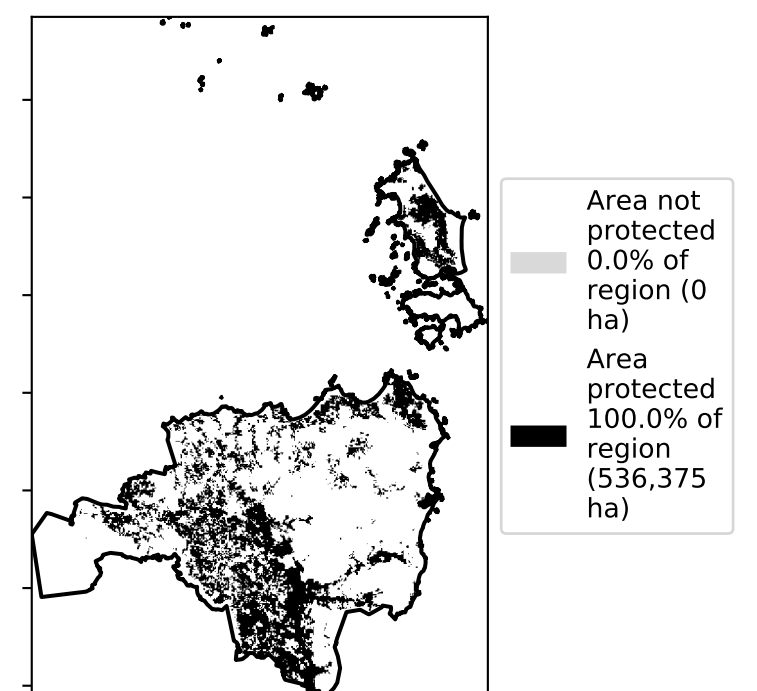 Area not
protected
0.0% of
region (0
ha)
Area
protected
100.0% of
region
(536,375
ha)